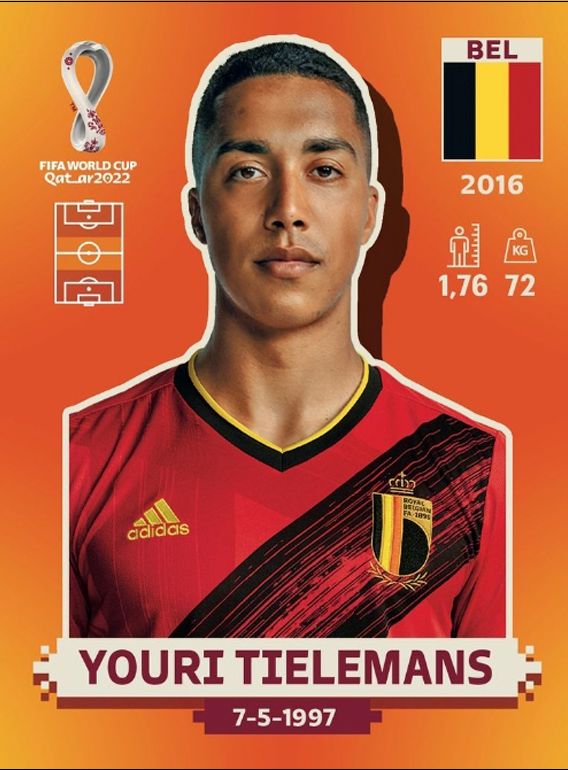 FIFA WORLD CUP
Qatar2022
BEL
2016
KG
1,76 72
adidas
ROYAL
BELGIAN
FA-1895
YOURI TIELEMANS
7-5-1997